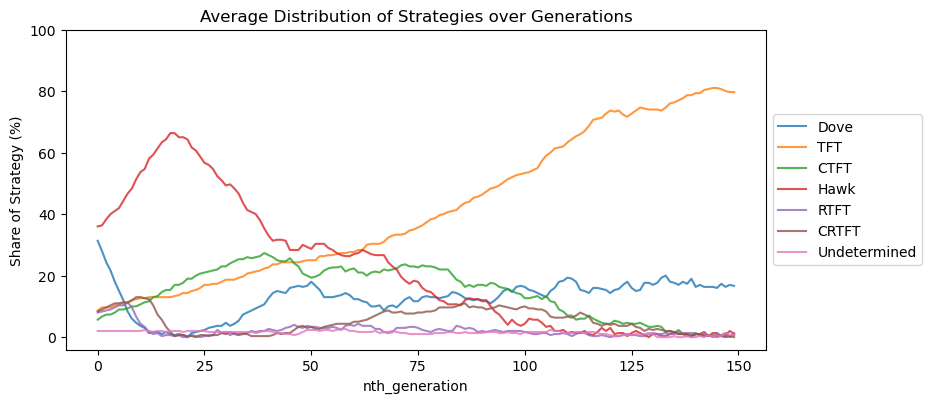 Average Distribution of Strategies over Generations
100
80
60
40
20
0
Share of Strategy (%)
0 25 50 75 100 125 150
nth_generation
Dove
TFT
CTFT
Hawk
RTFT
CRTFT
Undetermined